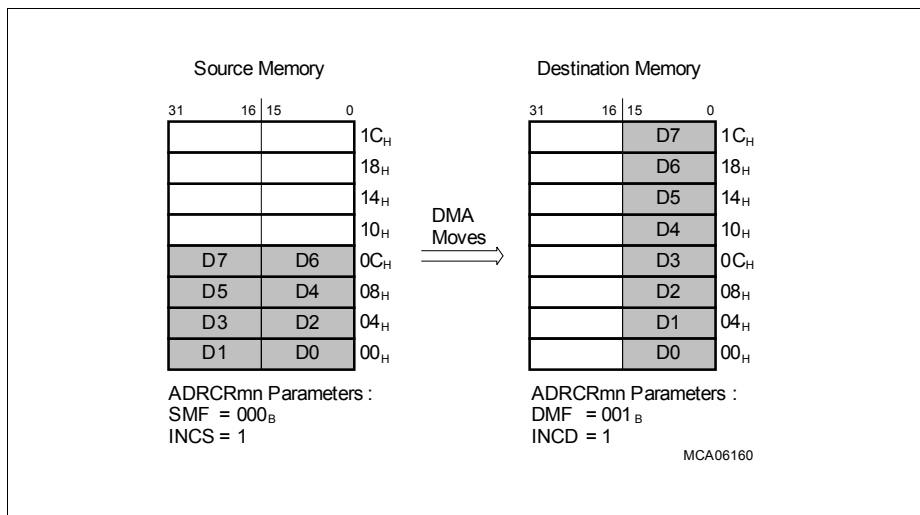 Source Memory
31 16 15 0
1CH
18H
14H
10H
D7 D6 0CH
D5 D4 08H
D3 D2 04H
D1 D0 00H
ADRCRmn Parameters :
SMF = 000B
INCS = 1
DMA
Moves
Destination Memory
31 16 15 0
D7 1CH
D6 18H
D5 14H
D4 10H
D3 0CH
D2 08H
D1 04H
D0 00H
ADRCRmn Parameters :
DMF = 001B
INCD = 1
MCA06160